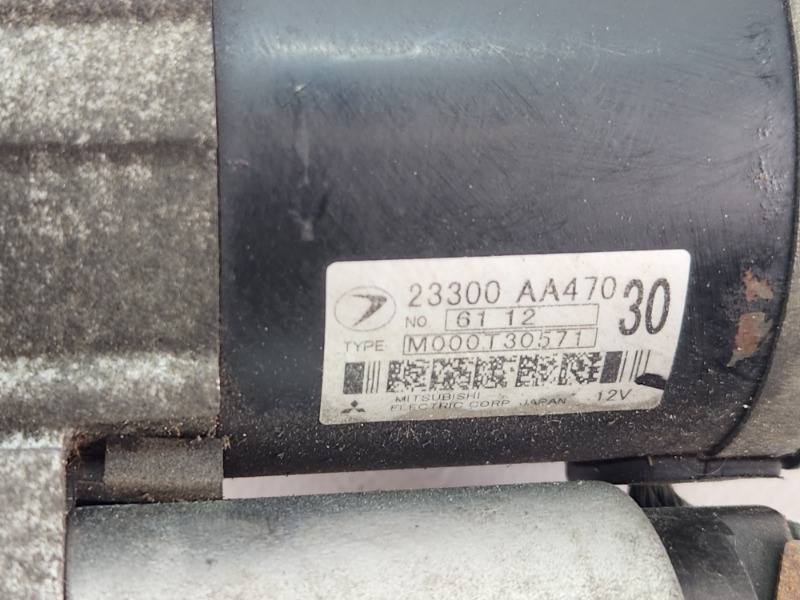 23300 AA470 30
NO 61 12
TYPE M000T30571
MITSUBISHI
ELECTRIC CORP. JAPAN 12V